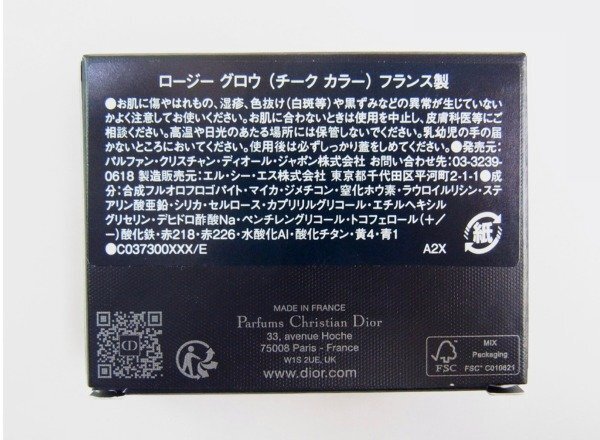 ロージー グロウ (チーク カラー) フランス製
●お肌に傷やはれもの、湿疹、色抜け(白斑等)や黒ずみなどの異常が生じていない
かよく注意してお使いください。お肌に合わないときは使用を中止し、皮膚科医等にご
相談ください。高温や日光のあたる場所には保管しないでください。乳幼児の手の届
かないところにおいてください。使用後は必ずしっかり蓋をしめてください。●発売元:
パルファン・クリスチャン・ディオール・ジャポン株式会社 お問い合せ先:03-3239-
0618 製造販売元:エル・シー・エス株式会社 東京都千代田区平河町2-1-1●成
分:合成フルオロフロゴパイト・マイカ・ジメチコン・窒化ホウ素・ラウロイルリシン・ステ
アリン酸亜鉛・シリカ・セルロース・カプリリルグリコール・エチルヘキシル
グリセリン・デヒドロ酢酸Na・ペンチレングリコール・トコフェロール(+/
−)酸化鉄・赤218・赤226・水酸化Al・酸化チタン・黄4・青1
●C037300XXX/E A2X
紙
MADE IN FRANCE
Parfums Christian Dior
33, avenue Hoche
75008 Paris - France
W1S 2UE, UK
www.dior.com
CD
FSC
MIX
Packaging
FSC™ C010821